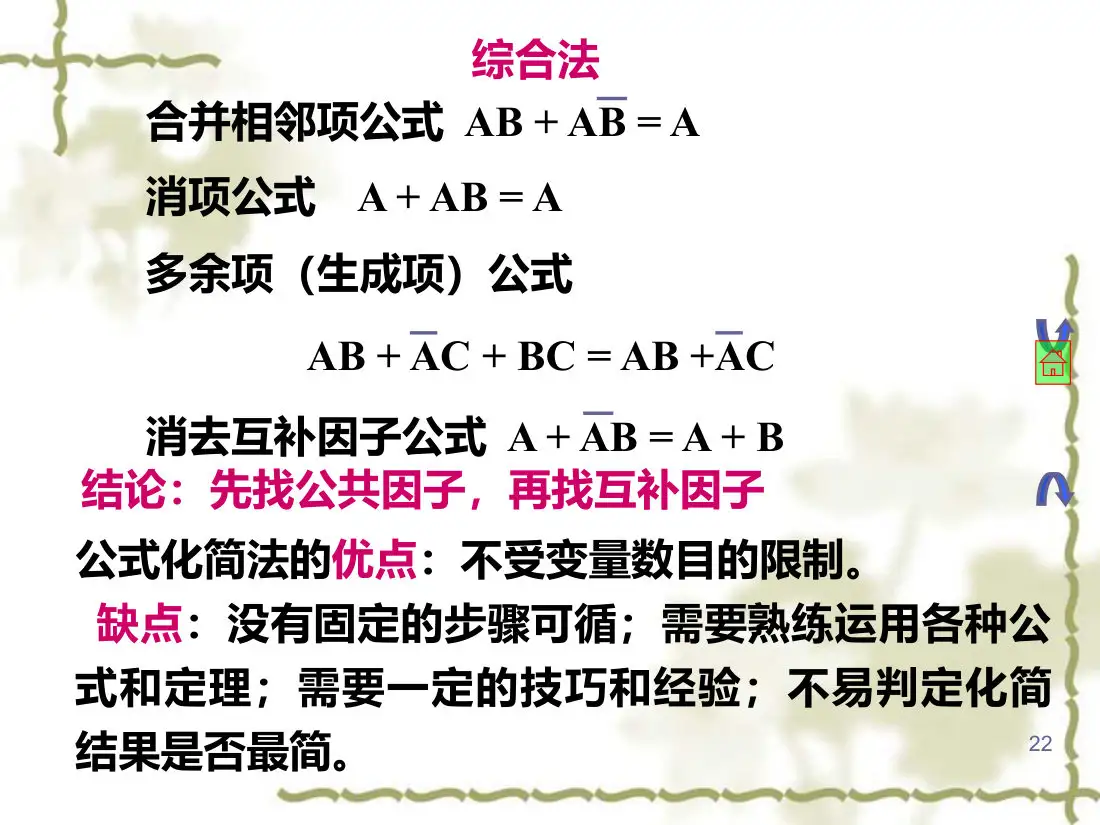 综合法
合并相邻项公式 AB + AB̅ = A
消项公式 A + AB = A
多余项（生成项）公式
AB + A̅C + BC = AB +A̅C
消去互补因子公式 A + A̅B = A + B
结论：先找公共因子，再找互补因子
公式化简法的优点：不受变量数目的限制。
缺点：没有固定的步骤可循；需要熟练运用各种公
式和定理；需要一定的技巧和经验；不易判定化简
结果是否最简。
22